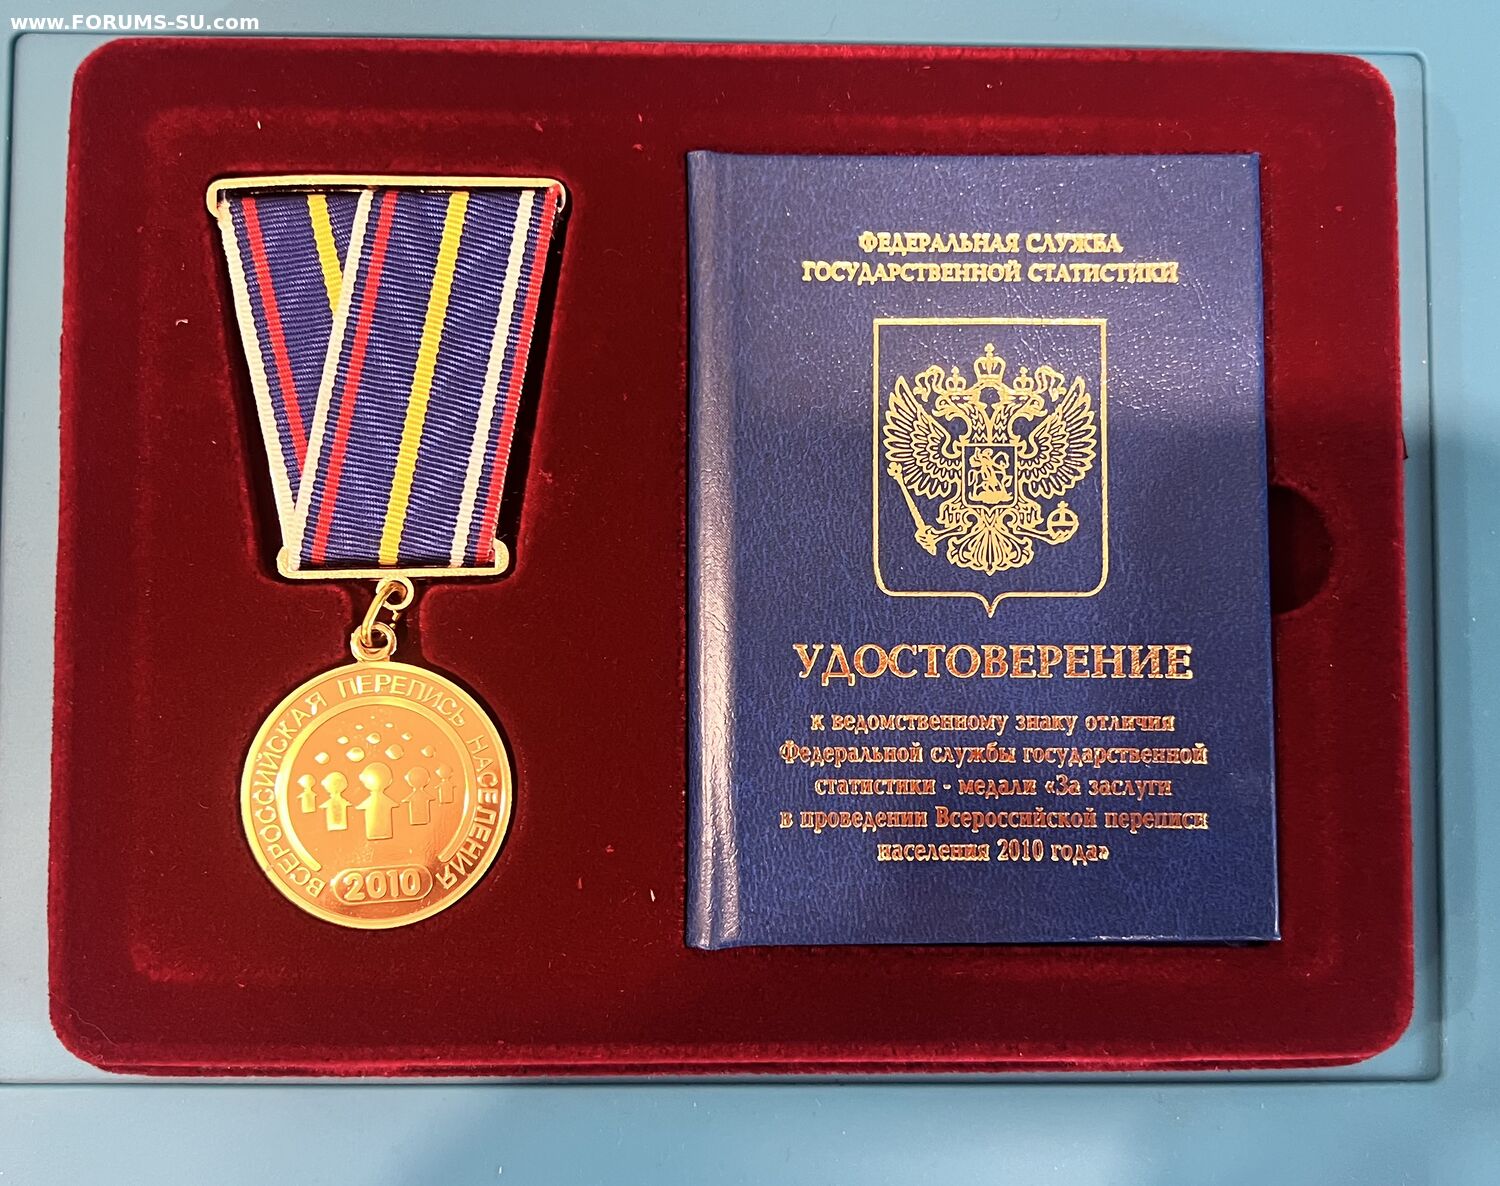 www.FORUMS-SU.com
ВСЕРОССИЙСКАЯ ПЕРЕПИСЬ НАСЕЛЕНИЯ
2010
ФЕДЕРАЛЬНАЯ СЛУЖБА
ГОСУДАРСТВЕННОЙ СТАТИСТИКИ
УДОСТОВЕРЕНИЕ
к ведомственному знаку отличия
Федеральной службы государственной
статистики - медали «За заслуги
в проведении Всероссийской переписи
населения 2010 года»